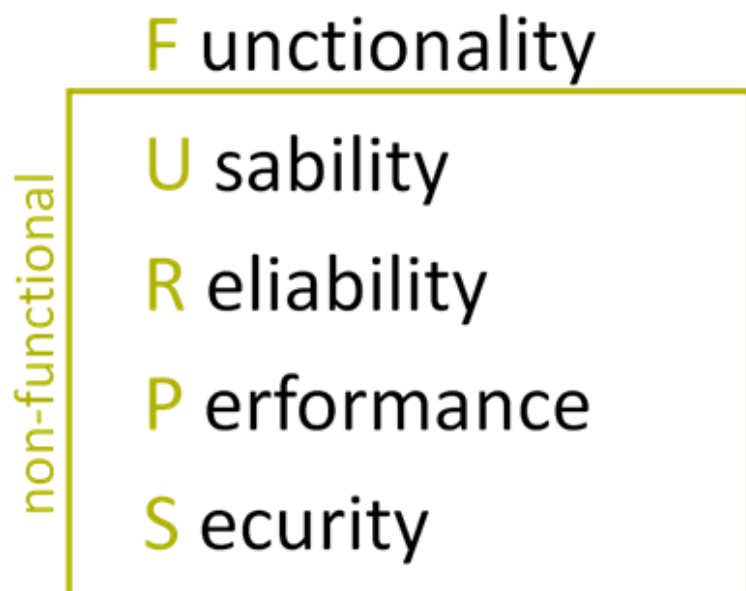 F unctionality
non-functional
U sability
R eliability
P erformance
S ecurity